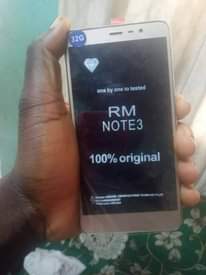 32G
one by one to tested
RM
NOTE3
100% original